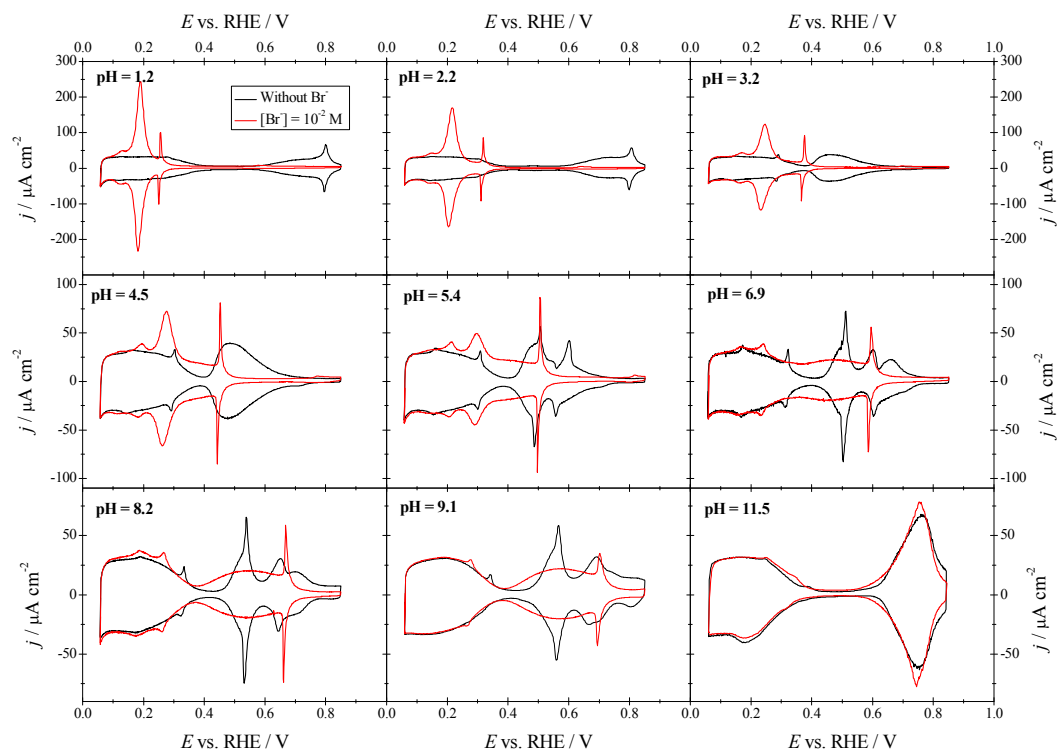 E vs. RHE / V E vs. RHE / V E vs. RHE / V
0.0 0.2 0.4 0.6 0.8 0.0 0.2 0.4 0.6 0.8 0.0 0.2 0.4 0.6 0.8 1.0
300 pH = 1.2 pH = 2.2 pH = 3.2 300
200 Without Br⁻ 200
[Br⁻] = 10⁻² M
100 100
0 0
-100 -100
-200 -200
j / μA cm⁻² j / μA cm⁻²
100 pH = 4.5 pH = 5.4 pH = 6.9 100
50 50
0 0
-50 -50
-100 -100
j / μA cm⁻² j / μA cm⁻²
pH = 8.2 pH = 9.1 pH = 11.5
50 50
0 0
-50 -50
j / μA cm⁻² j / μA cm⁻²
0.0 0.2 0.4 0.6 0.8 0.0 0.2 0.4 0.6 0.8 0.0 0.2 0.4 0.6 0.8 1.0
E vs. RHE / V E vs. RHE / V E vs. RHE / V